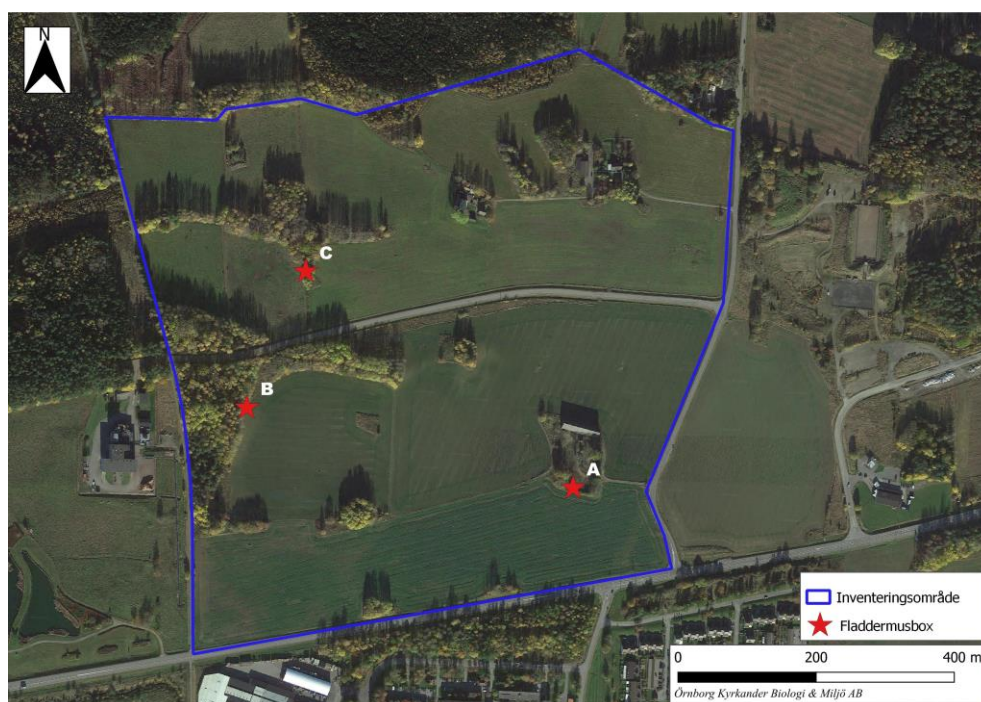 N
C
B
A
Inventeringsområde
Fladdermusbox
0 200 400 m
Örnborg Kyrkander Biologi & Miljö AB